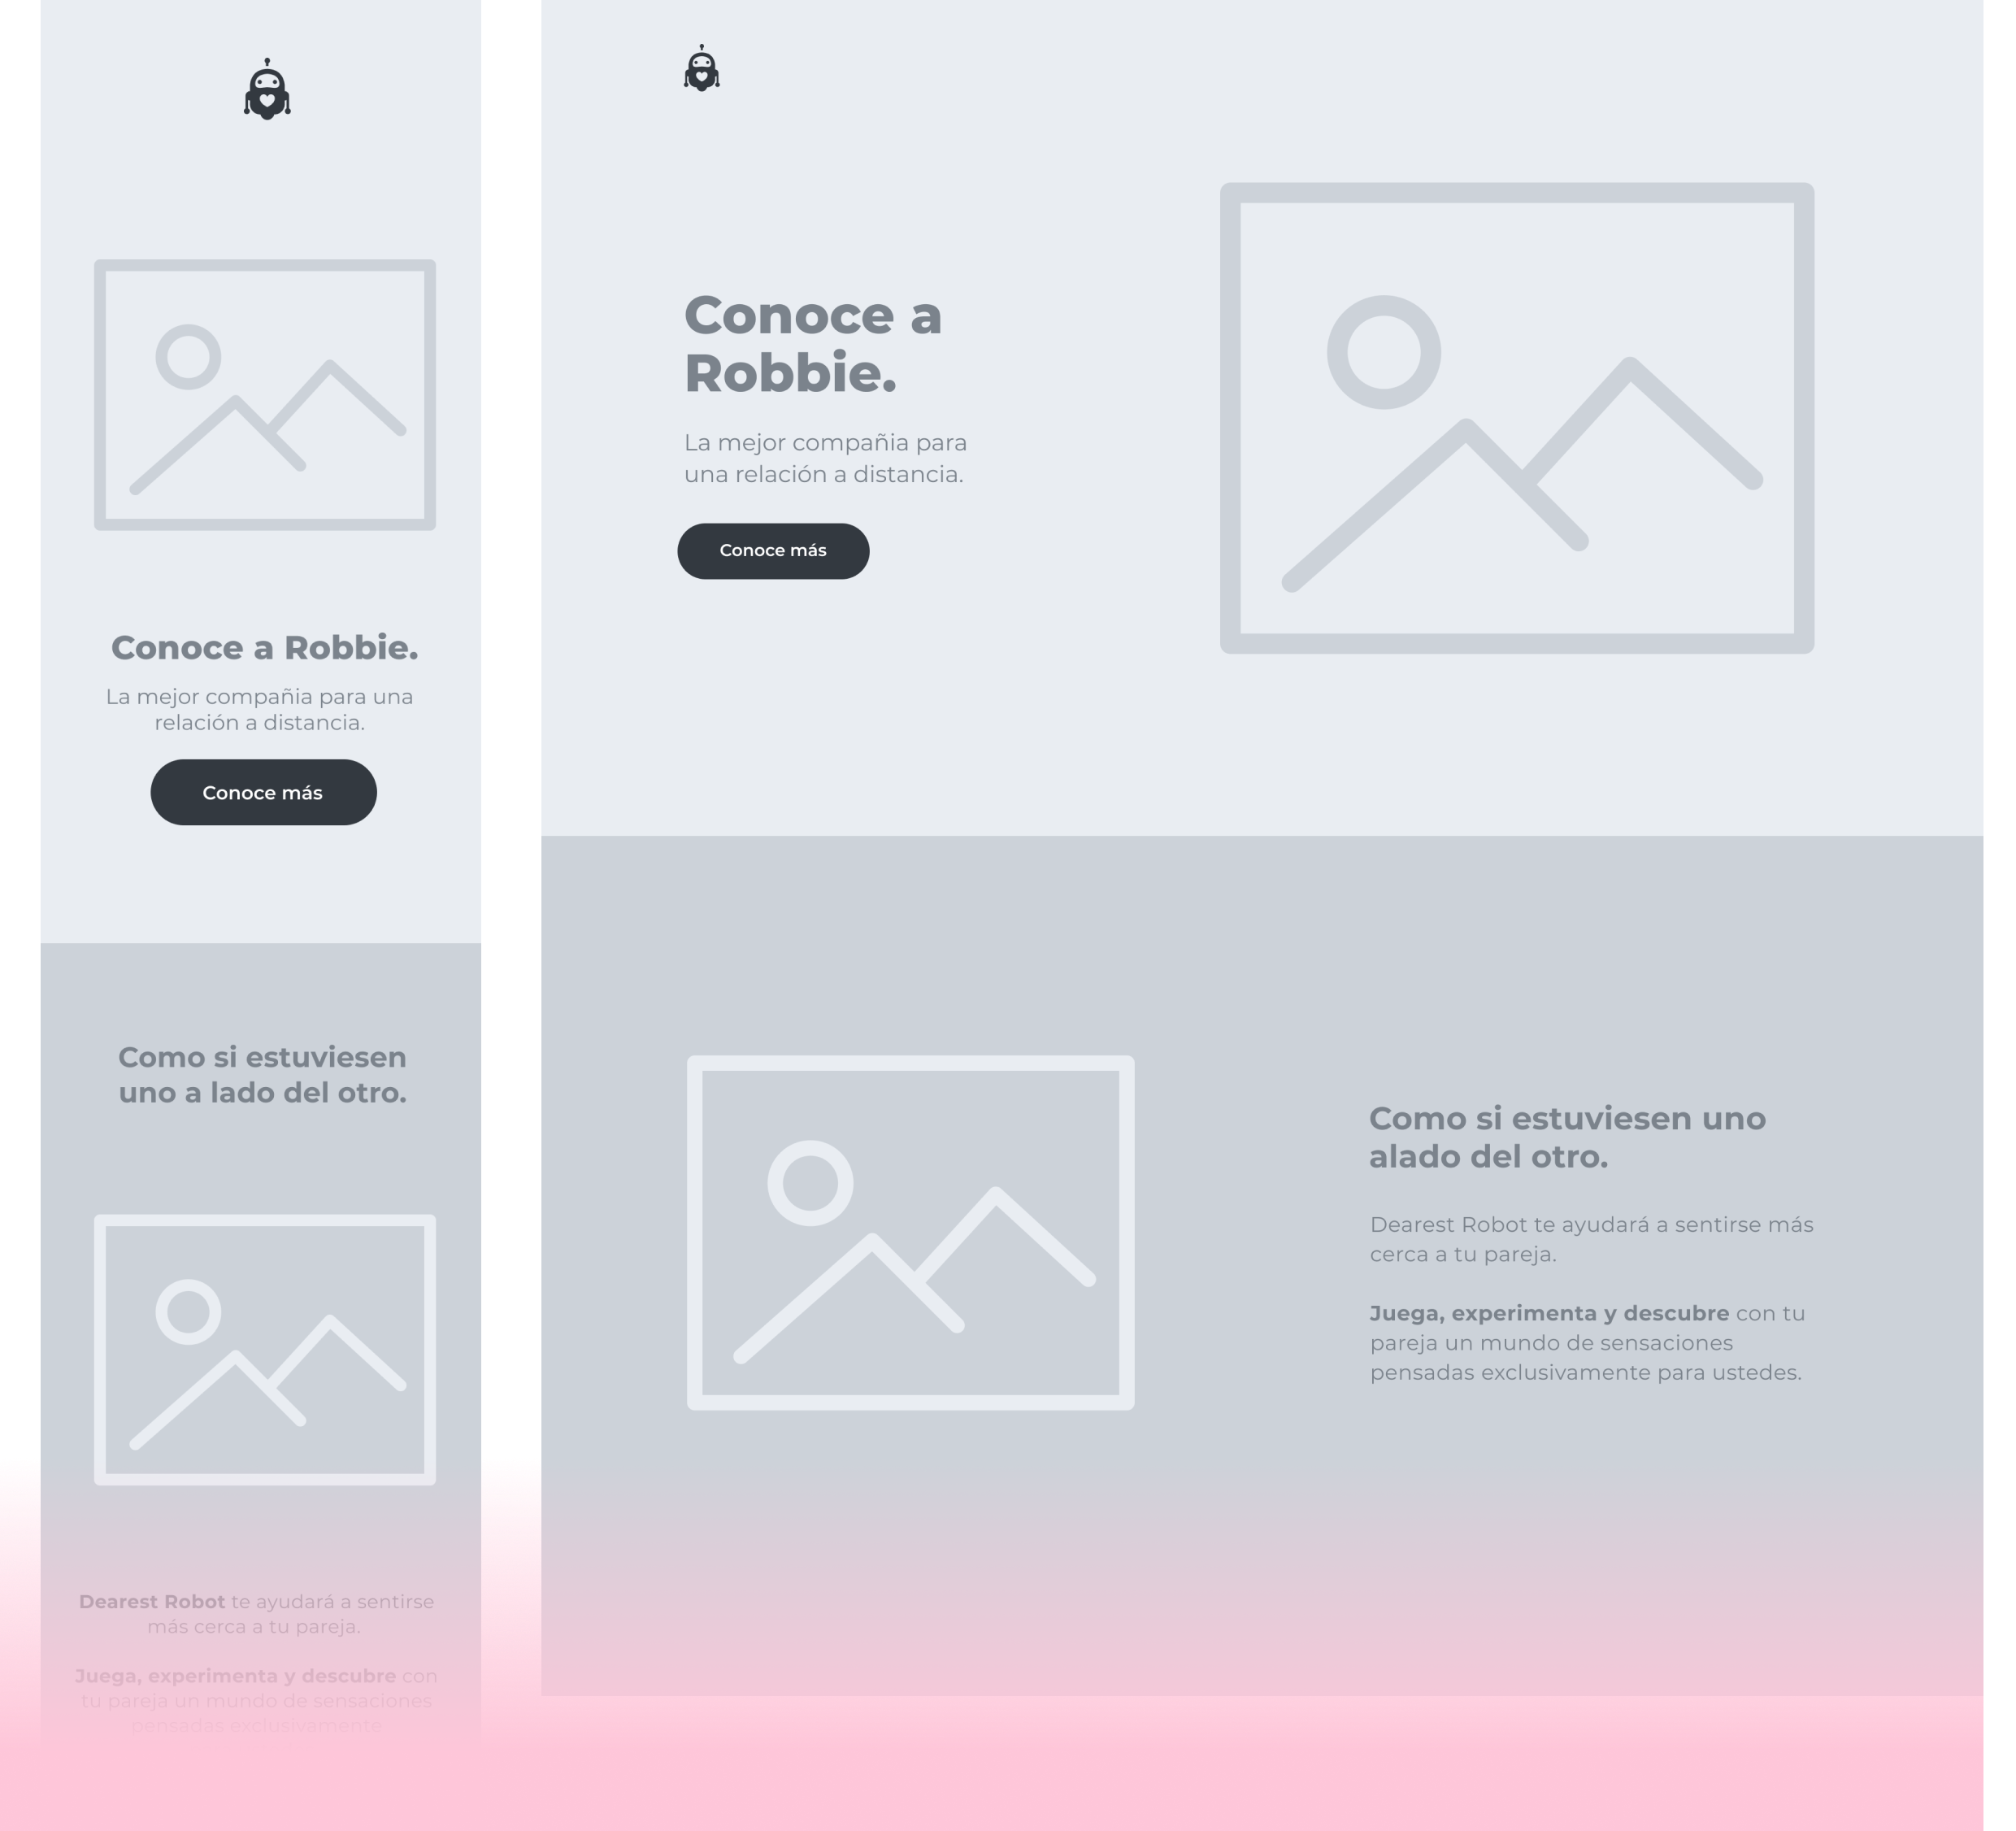 Conoce a Robbie.
La mejor compañia para una
relación a distancia.
Conoce más
Como si estuviesen
uno a lado del otro.
Dearest Robot te ayudará a sentirse
más cerca a tu pareja.
Juega, experimenta y descubre con
tu pareja un mundo de sensaciones
pensadas exclusivamente
Conoce a
Robbie.
La mejor compañia para
una relación a distancia.
Conoce más
Como si estuviesen uno
alado del otro.
Dearest Robot te ayudará a sentirse más
cerca a tu pareja.
Juega, experimenta y descubre con tu
pareja un mundo de sensaciones
pensadas exclusivamente para ustedes.